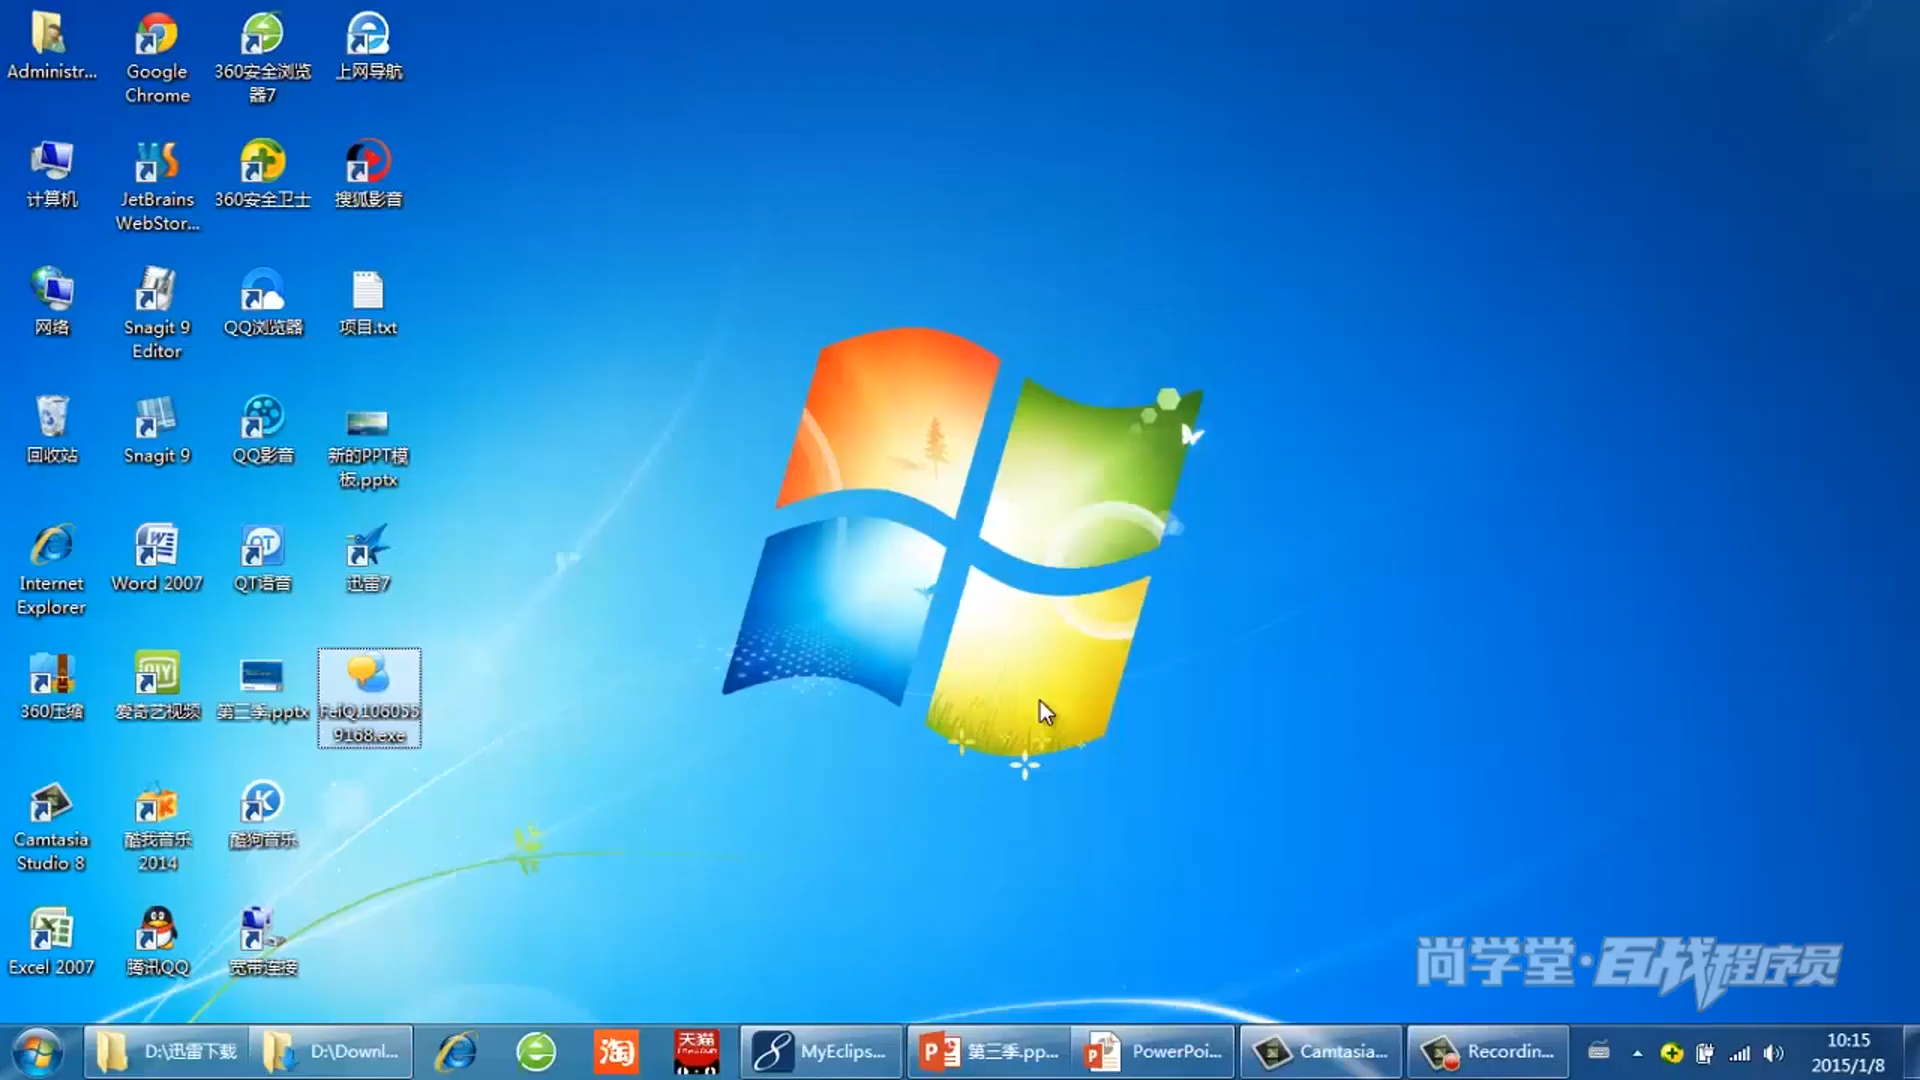 Administr...
Google
Chrome
360安全浏览
器7
上网导航
计算机
JetBrains
WebStor...
360安全卫士
搜狐影音
网络
Snagit 9
Editor
QQ浏览器
项目.txt
回收站
Snagit 9
QQ影音
新的PPT模
板.pptx
Internet
Explorer
Word 2007
QT语音
迅雷7
360压缩
爱奇艺视频
第三季.pptx
FeiQ.106055
9168.exe
Camtasia
Studio 8
酷我音乐
2014
酷狗音乐
Excel 2007
腾讯QQ
宽带连接
尚学堂·百战程序员
D:\迅雷下载
D:\Downl...
淘
天猫
MyEclips...
第三季.pp...
PowerPoi...
Camtasia...
Recordin...
10:15
2015/1/8